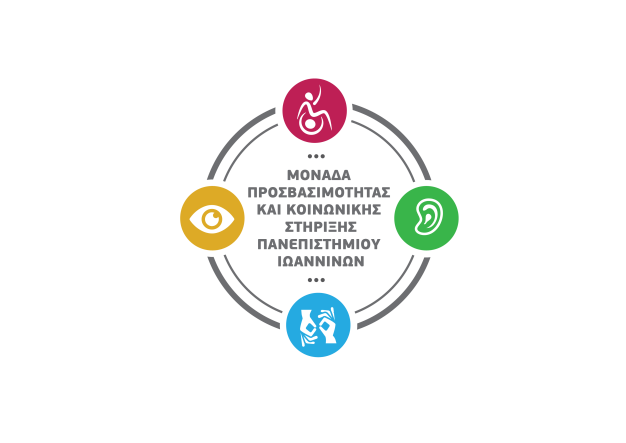 ΜΟΝΑΔΑ
ΠΡΟΣΒΑΣΙΜΟΤΗΤΑΣ
ΚΑΙ ΚΟΙΝΩΝΙΚΗΣ
ΣΤΗΡΙΞΗΣ
ΠΑΝΕΠΙΣΤΗΜΙΟΥ
ΙΩΑΝΝΙΝΩΝ